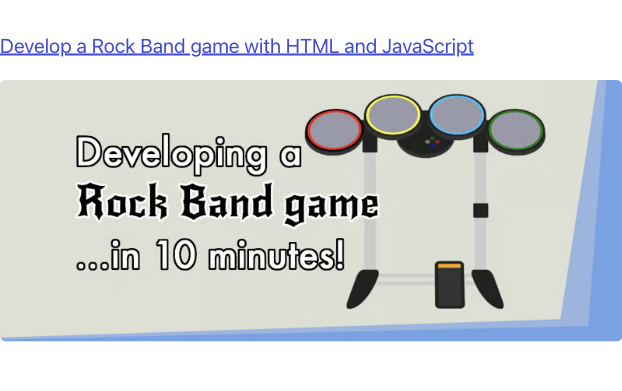 Develop a Rock Band game with HTML and JavaScript
Developing a
Rock Band game
...in 10 minutes!